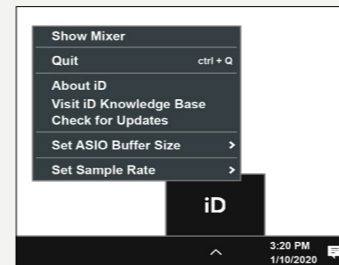 Show Mixer
Quit ctrl + Q
About iD
Visit iD Knowledge Base
Check for Updates
Set ASIO Buffer Size
Set Sample Rate
iD
3:20 PM
1/10/2020